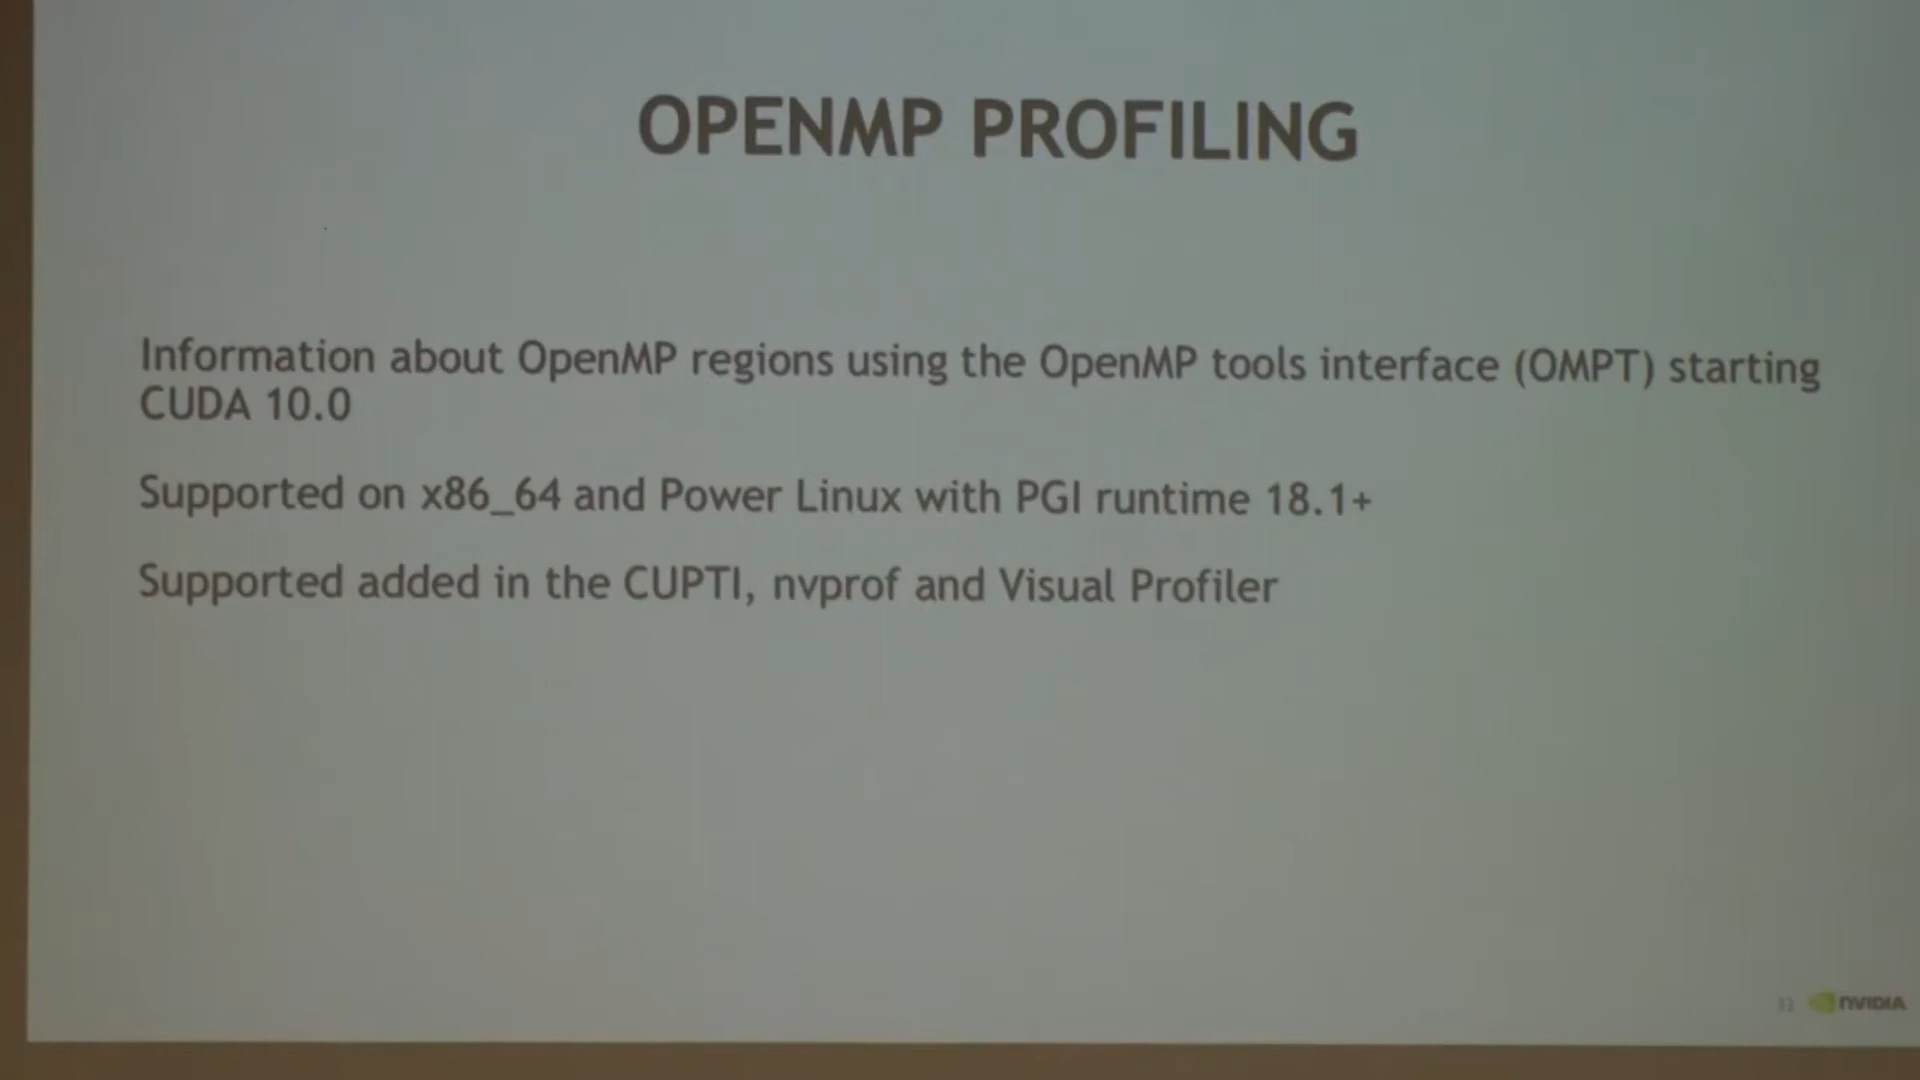 OPENMP PROFILING
Information about OpenMP regions using the OpenMP tools interface (OMPT) starting
CUDA 10.0
Supported on x86_64 and Power Linux with PGI runtime 18.1+
Supported added in the CUPTI, nvprof and Visual Profiler
NVIDIA